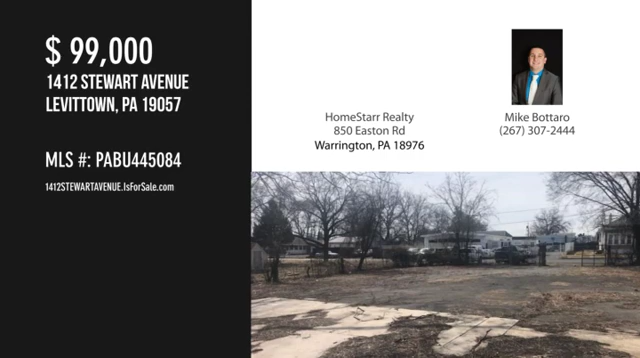 $ 99,000
1412 STEWART AVENUE
LEVITTOWN, PA 19057
MLS #: PABU445084
1412STEWARTAVENUE.IsForSale.com
HomeStarr Realty
850 Easton Rd
Warrington, PA 18976
Mike Bottaro
(267) 307-2444